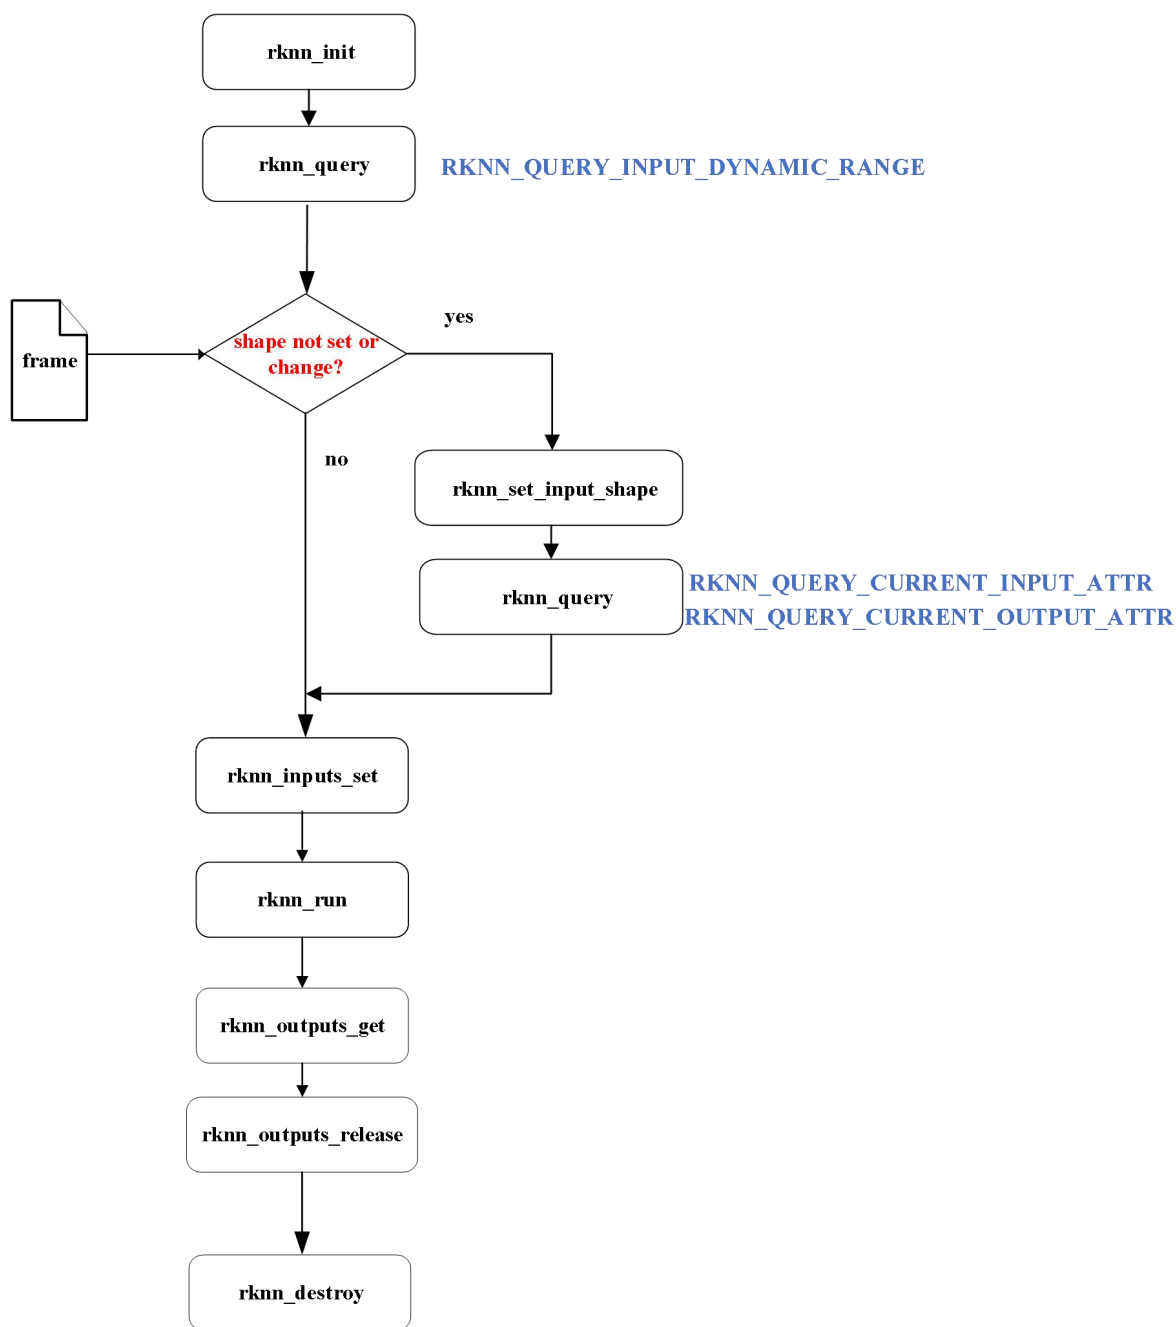 rknn_init
rknn_query
RKNN_QUERY_INPUT_DYNAMIC_RANGE
frame
shape not set or
change?
yes
no
rknn_set_input_shape
rknn_query
RKNN_QUERY_CURRENT_INPUT_ATTR
RKNN_QUERY_CURRENT_OUTPUT_ATTR
rknn_inputs_set
rknn_run
rknn_outputs_get
rknn_outputs_release
rknn_destroy